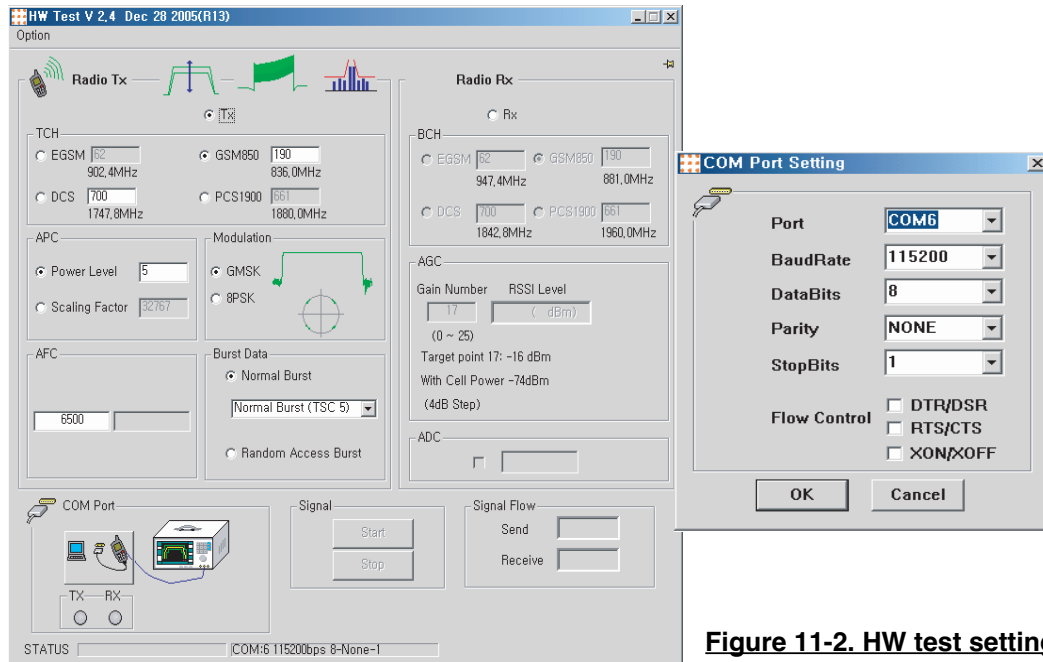 HW Test V 2,4 Dec 28 2005(R13)
Option
Radio Tx
Tx
TCH
EGSM 62
902,4MHz
GSM850 190
836,0MHz
DCS 700
1747,8MHz
PCS1900 661
1880,0MHz
APC
Power Level 5
Scaling Factor 32767
Modulation
GMSK
8PSK
AFC
6500
Burst Data
Normal Burst
Normal Burst (TSC 5)
Random Access Burst
Radio Rx
Rx
BCH
EGSM 62
947,4MHz
GSM850 190
881,0MHz
DCS 700
1842,8MHz
PCS1900 661
1960,0MHz
AGC
Gain Number RSSI Level
17 ( dBm)
(0 ~ 25)
Target point 17: -16 dBm
With Cell Power -74dBm
(4dB Step)
ADC
COM Port
TX RX
Signal
Start
Stop
Signal Flow
Send
Receive
STATUS COM:6 115200bps 8-None-1
COM Port Setting
Port COM6
BaudRate 115200
DataBits 8
Parity NONE
StopBits 1
Flow Control DTR/DSR
RTS/CTS
XON/XOFF
OK Cancel
Figure 11-2. HW test setting